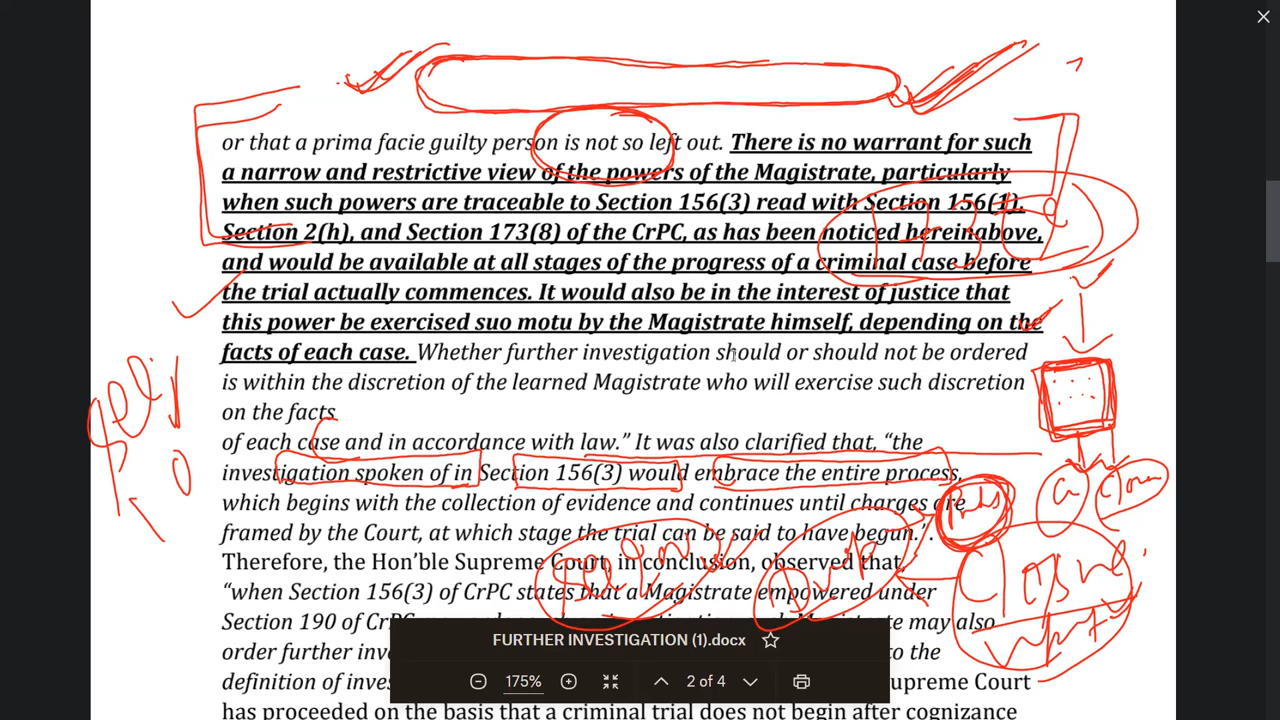 or that a prima facie guilty person is not so left out. There is no warrant for such
a narrow and restrictive view of the powers of the Magistrate, particularly
when such powers are traceable to Section 156(3) read with Section 156(1),
Section 2(h), and Section 173(8) of the CrPC, as has been noticed hereinabove,
and would be available at all stages of the progress of a criminal case before
the trial actually commences. It would also be in the interest of justice that
this power be exercised suo motu by the Magistrate himself, depending on the
facts of each case. Whether further investigation should or should not be ordered
is within the discretion of the learned Magistrate who will exercise such discretion
on the facts
of each case and in accordance with law.” It was also clarified that, “the
investigation spoken of in Section 156(3) would embrace the entire process,
which begins with the collection of evidence and continues until charges are
framed by the Court, at which stage the trial can be said to have begun.”.
Therefore, the Hon’ble Supreme Court, in conclusion, observed that,
“when Section 156(3) of CrPC states that a Magistrate empowered under
Section 190 of CrPC may also
order further inve to the
definition of inves upreme Court
has proceeded on the basis that a criminal trial does not begin after cognizance
173
FURTHER INVESTIGATION (1).docx
175%
2 of 4